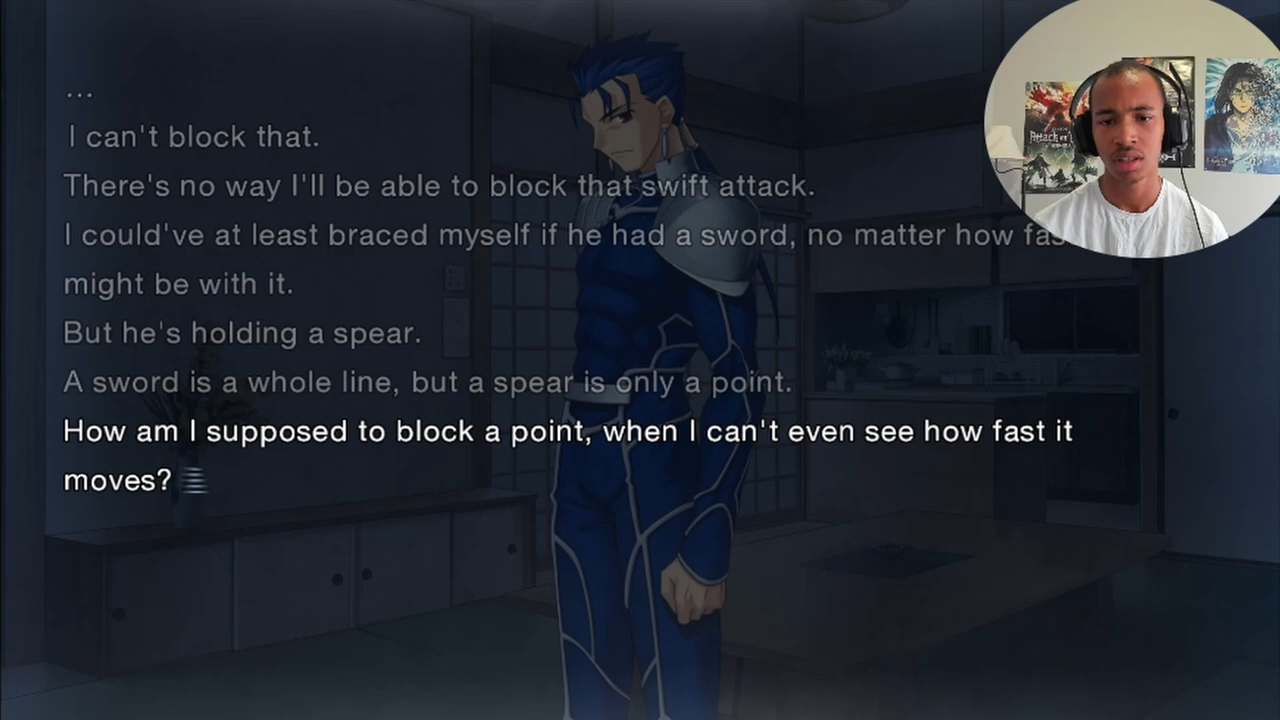 ...
I can't block that.
There's no way I'll be able to block that swift attack.
I could've at least braced myself if he had a sword, no matter how
might be with it.
But he's holding a spear.
A sword is a whole line, but a spear is only a point.
How am I supposed to block a point, when I can't even see how fast it
moves?
Attack on